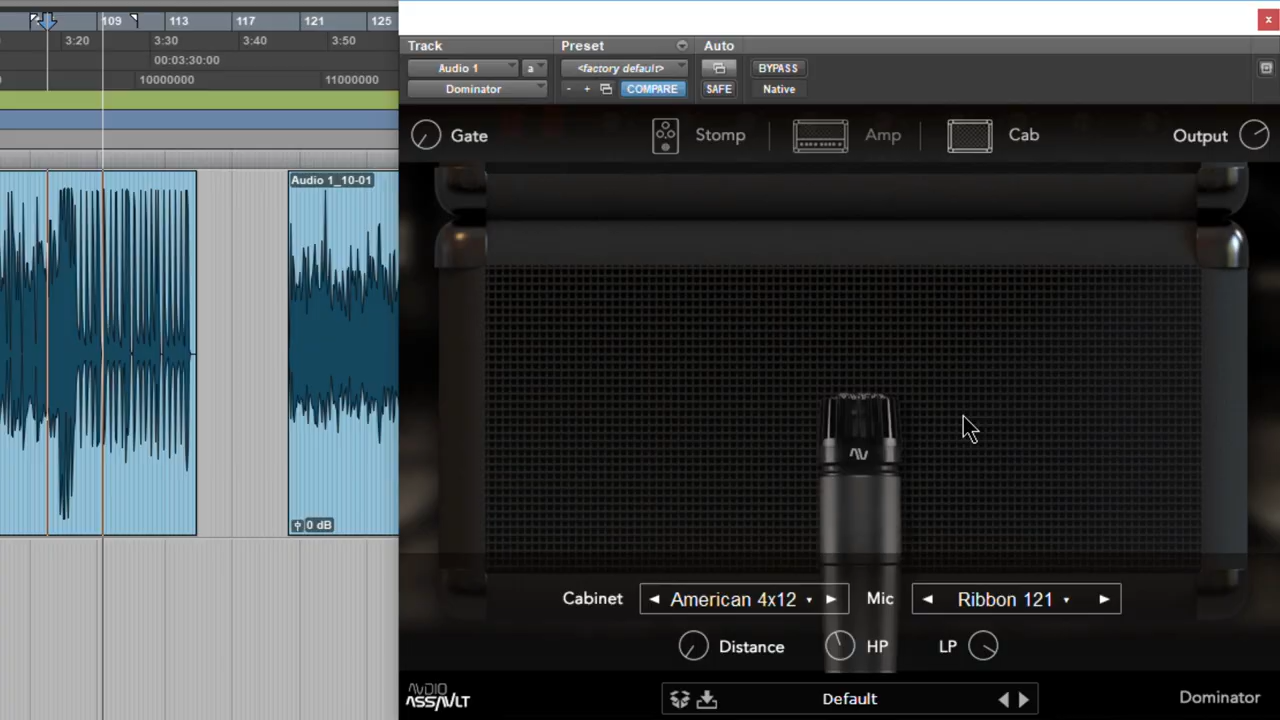 109 113 117 121 125
3:20 3:30 3:40 3:50
00:03:30:00
10000000 11000000
Audio 1_10-01
0 dB
x
Track Preset Auto
Audio 1 a <factory default> BYPASS
Dominator - + COMPARE SAFE Native
Gate Stomp Amp Cab Output
Cabinet American 4x12 Mic Ribbon 121
Distance HP LP
AUDIO
ASSAULT
Default
Dominator